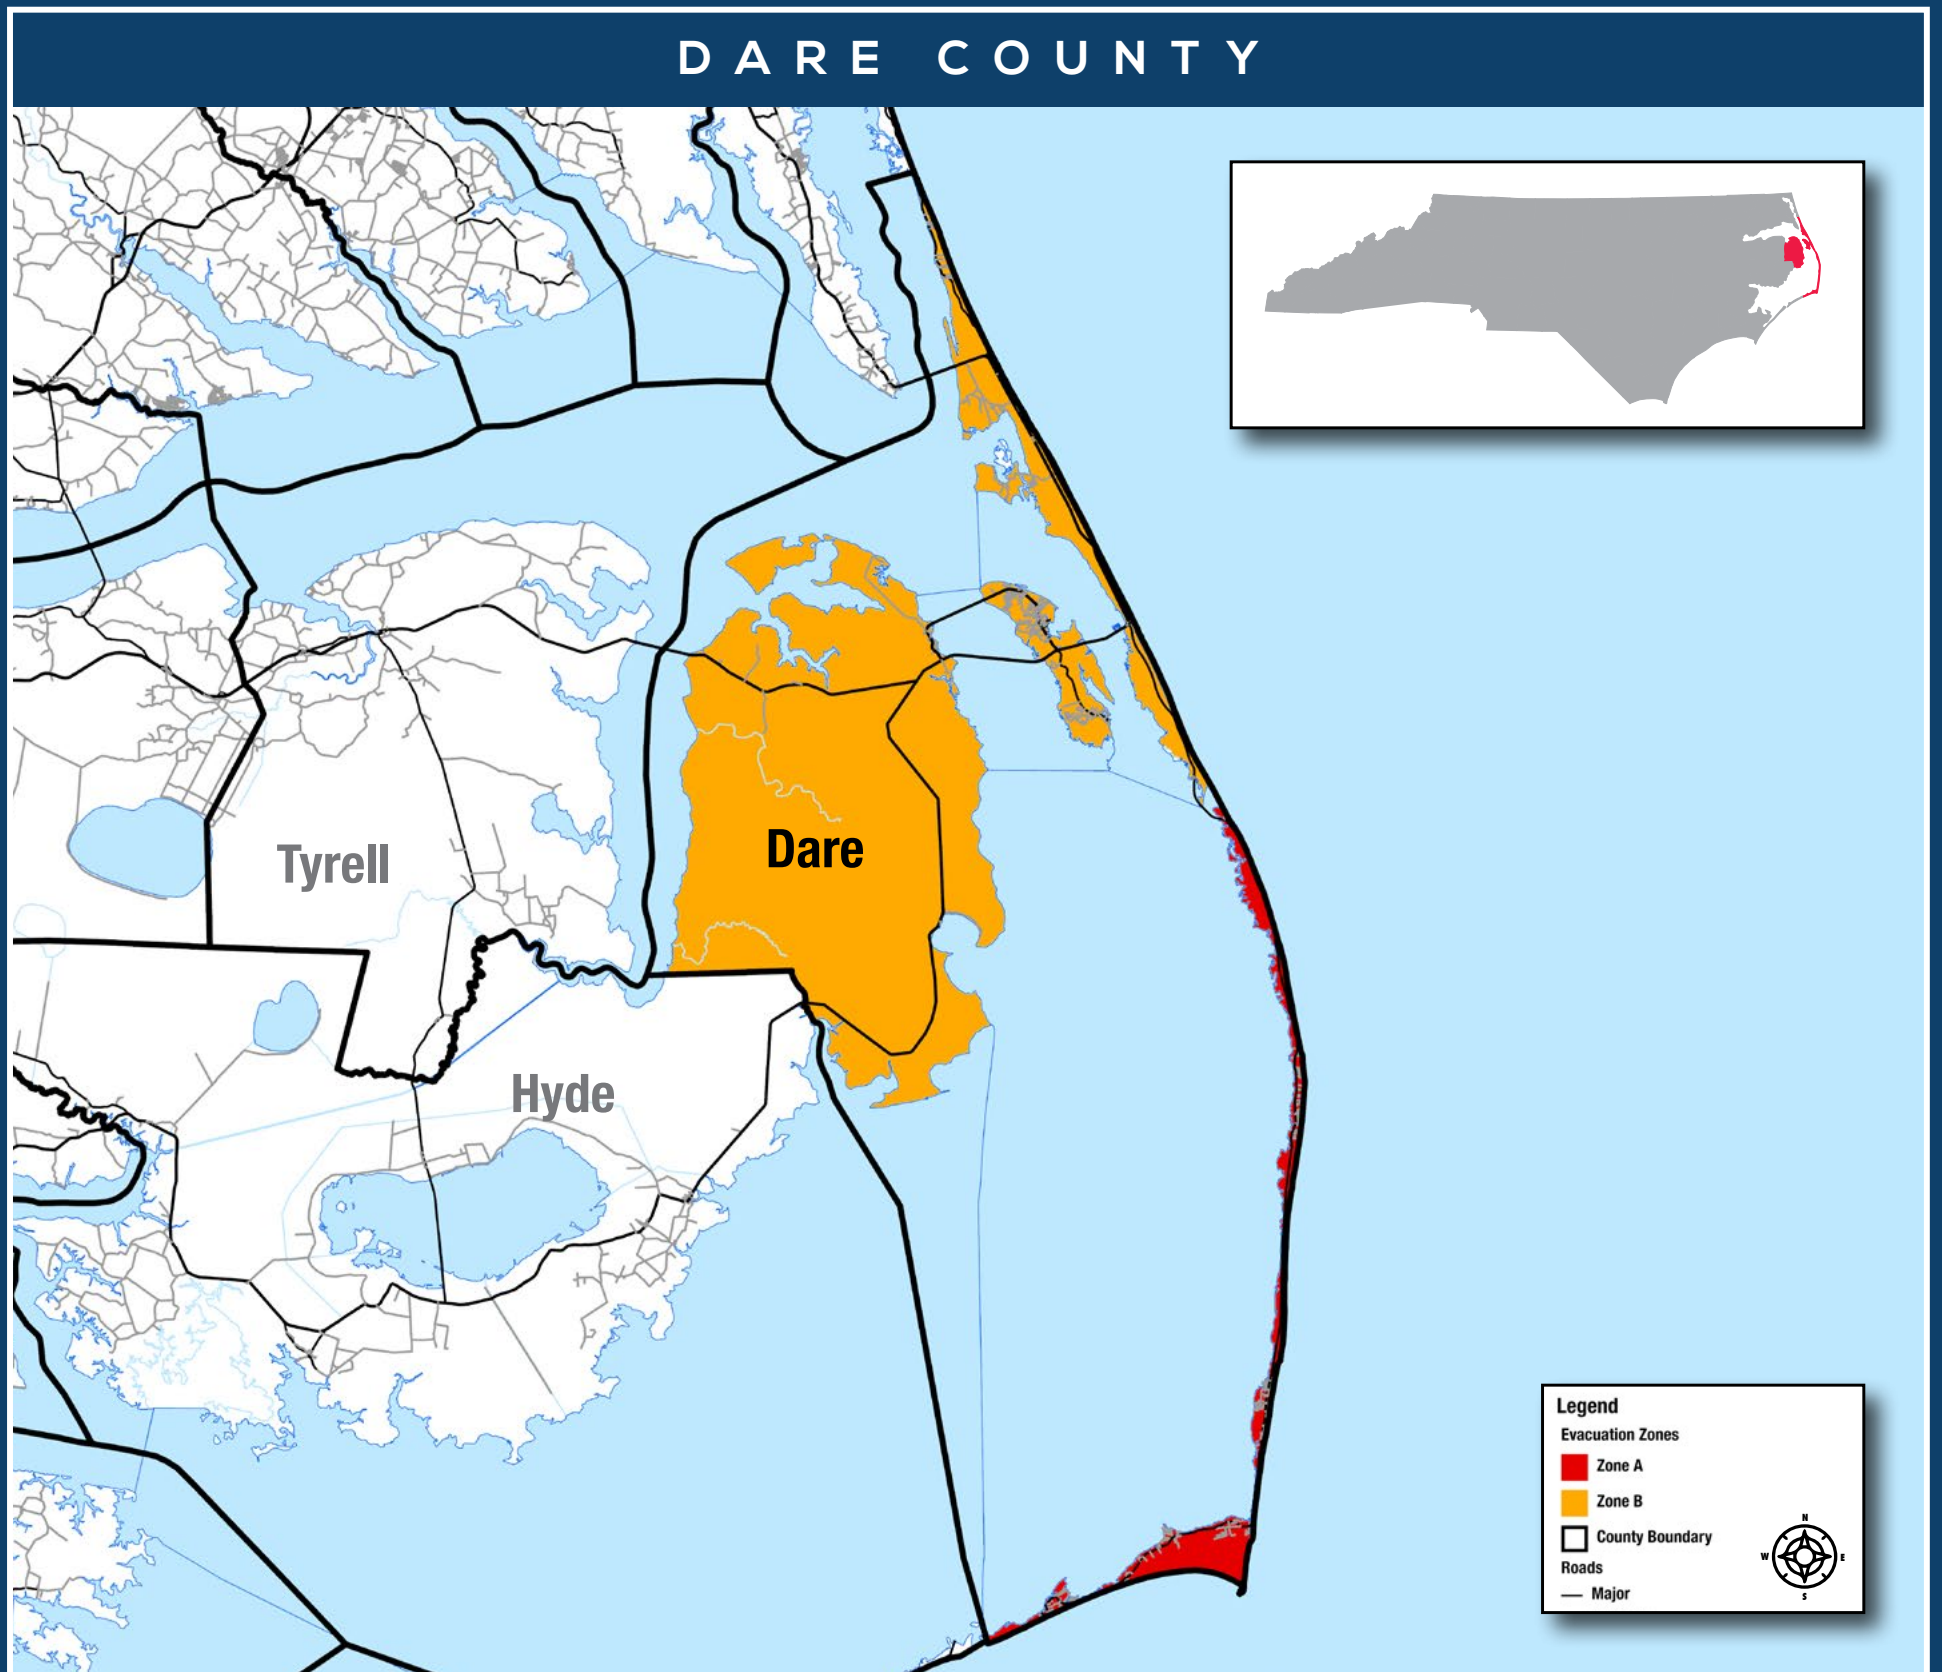 DARE COUNTY
Dare
Tyrell
Hyde
Legend
Evacuation Zones
Zone A
Zone B
County Boundary
Roads
Major
N
W
E
S